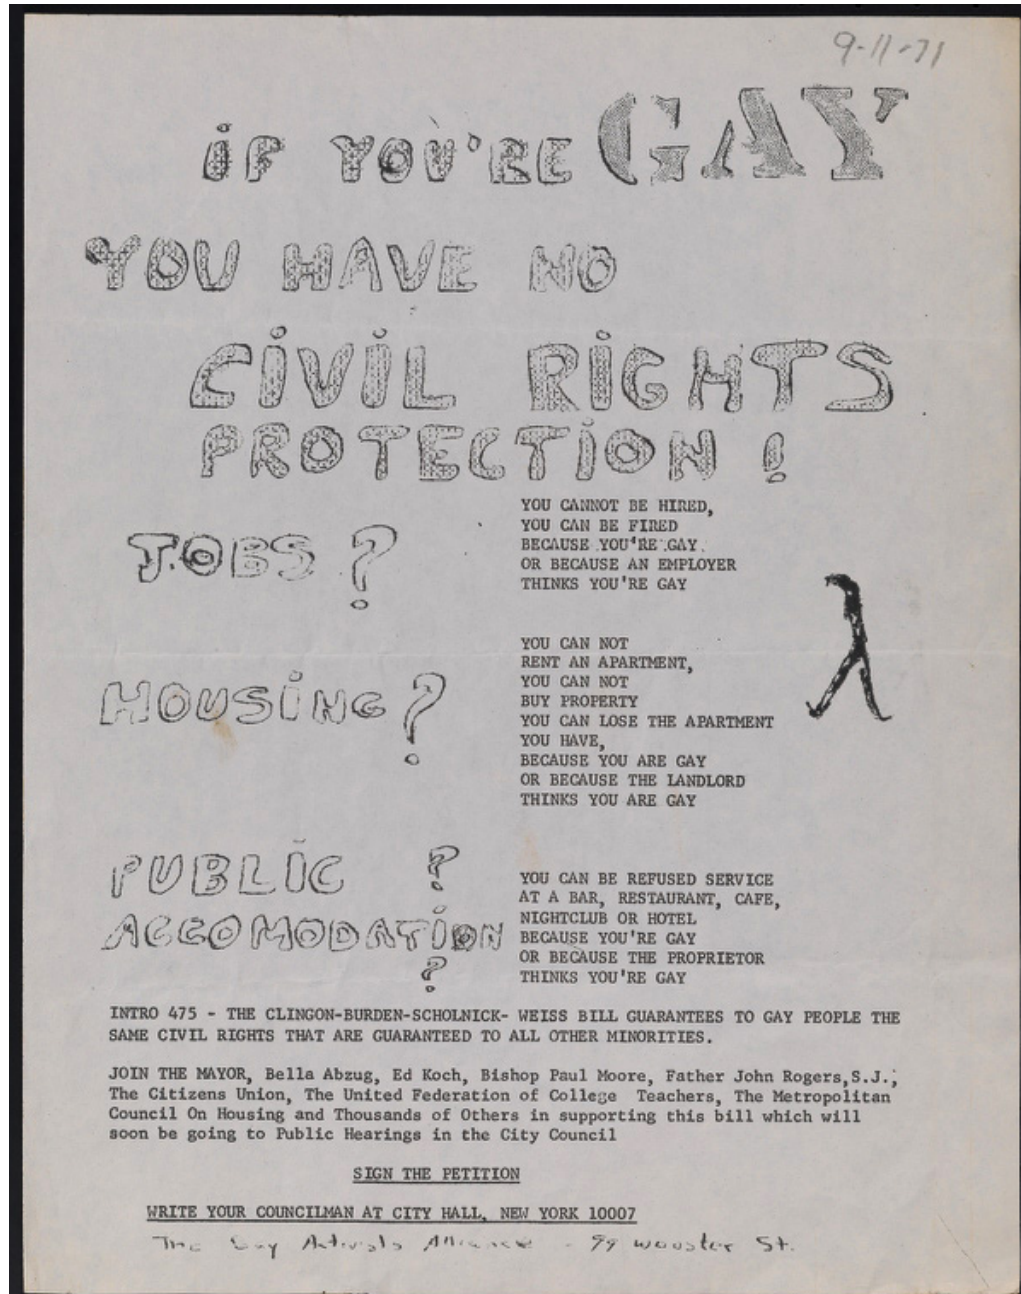 9-11-71
iF YOU'RE GAY
YOU HAVE NO
CiViL RiGHTS
PROTECTiON !
JOBS ?
YOU CANNOT BE HIRED,
YOU CAN BE FIRED
BECAUSE YOU'RE GAY
OR BECAUSE AN EMPLOYER
THINKS YOU'RE GAY
λ
HOUSiNG ?
YOU CAN NOT
RENT AN APARTMENT,
YOU CAN NOT
BUY PROPERTY
YOU CAN LOSE THE APARTMENT
YOU HAVE,
BECAUSE YOU ARE GAY
OR BECAUSE THE LANDLORD
THINKS YOU ARE GAY
PUBLiC ?
ACCOMODATiON
?
YOU CAN BE REFUSED SERVICE
AT A BAR, RESTAURANT, CAFE,
NIGHTCLUB OR HOTEL
BECAUSE YOU'RE GAY
OR BECAUSE THE PROPRIETOR
THINKS YOU'RE GAY
INTRO 475 - THE CLINGON-BURDEN-SCHOLNICK- WEISS BILL GUARANTEES TO GAY PEOPLE THE
SAME CIVIL RIGHTS THAT ARE GUARANTEED TO ALL OTHER MINORITIES.
JOIN THE MAYOR, Bella Abzug, Ed Koch, Bishop Paul Moore, Father John Rogers,S.J.,
The Citizens Union, The United Federation of College Teachers, The Metropolitan
Council On Housing and Thousands of Others in supporting this bill which will
soon be going to Public Hearings in the City Council
SIGN THE PETITION
WRITE YOUR COUNCILMAN AT CITY HALL, NEW YORK 10007
The Gay Activists Alliance - 99 Wooster St.